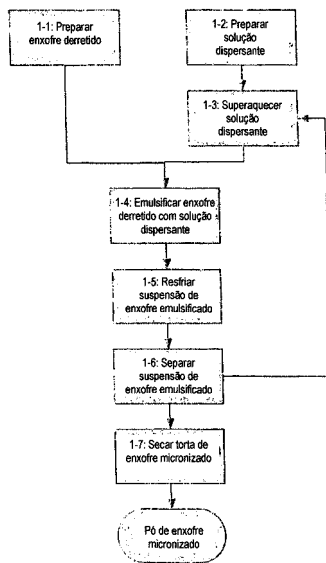 1-1: Preparar
enxofre derretido
1-2: Preparar
solução
dispersante
1-3: Superaquecer
solução
dispersante
1-4: Emulsificar enxofre
derretido com solução
dispersante
1-5: Resfriar
suspensão de
enxofre emulsificado
1-6: Separar
suspensão de
enxofre emulsificado
1-7: Secar torta de
enxofre micronizado
Pó de enxofre
micronizado